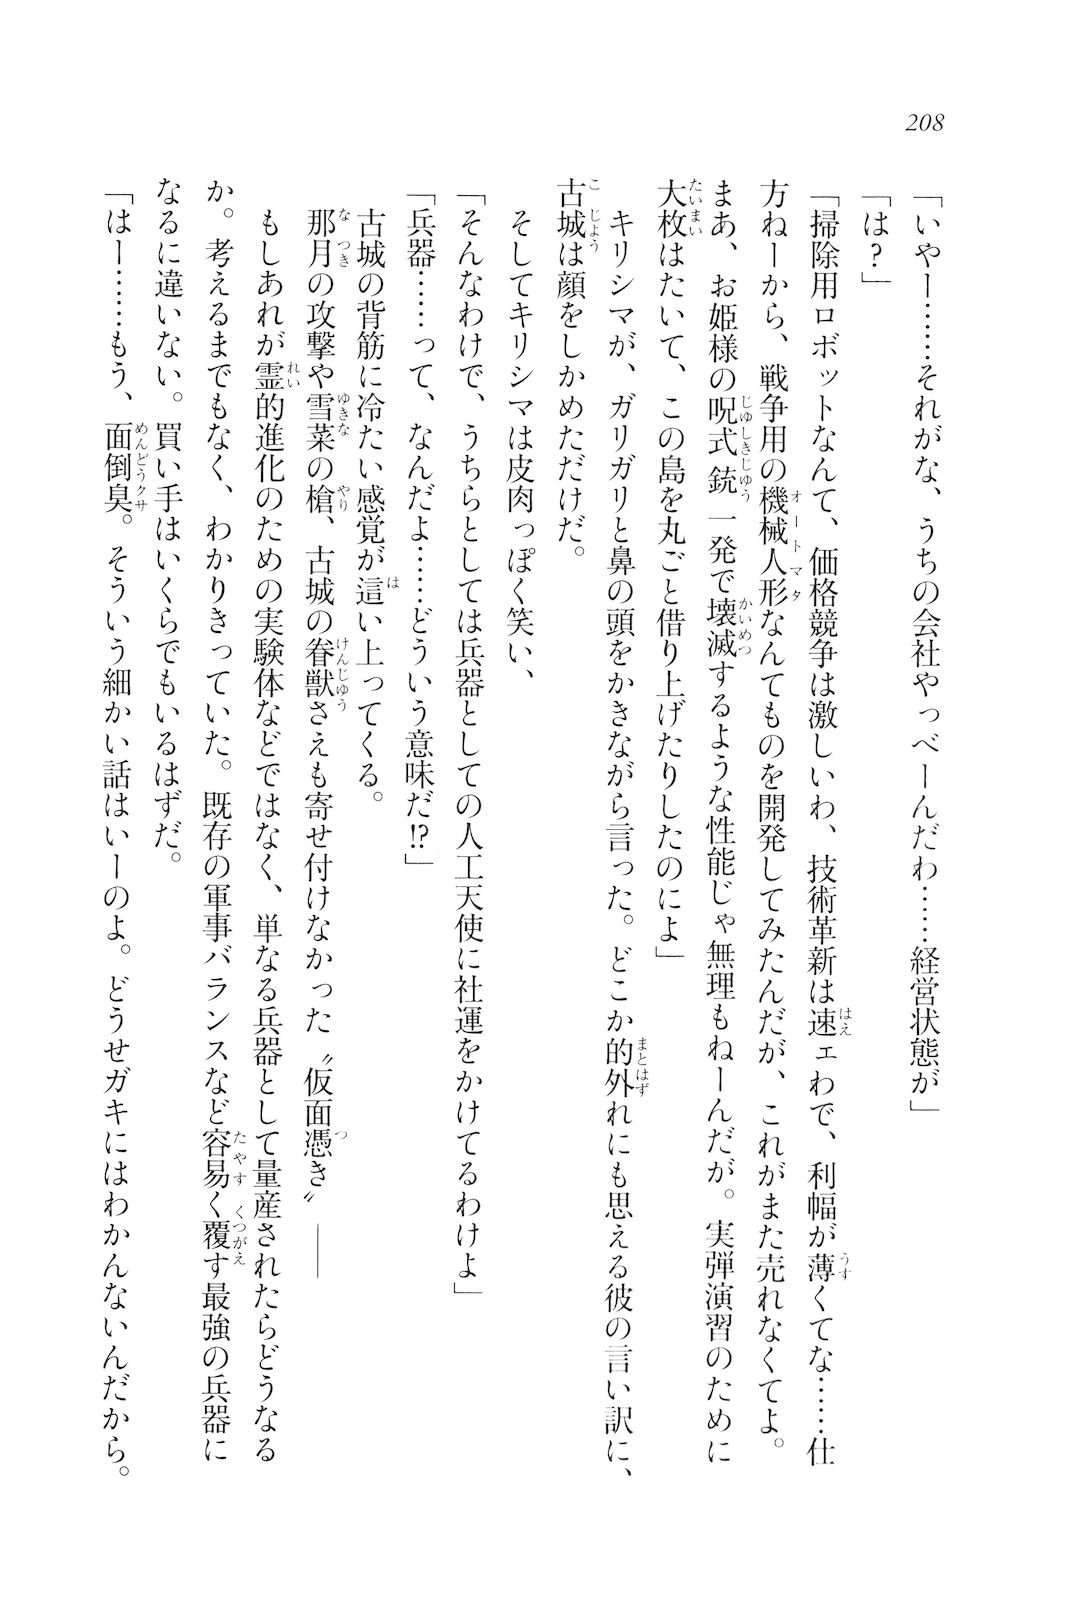 208
「いやー……それがな、うちの会社やっべーんだわ……経営状態が」
「は？」
「掃除用ロボットなんて、価格競争は激しいわ、技術革新は速ェわで、利幅が薄くてな……仕
方ねーから、戦争用の機械人形なんてものを開発してみたんだが、これがまた売れなくてよ。
まあ、お姫様の呪式銃一発で壊滅するような性能じゃ無理もねーんだが。実弾演習のために
大枚はたいて、この島を丸ごと借り上げたりしたのによ」
キリシマが、ガリガリと鼻の頭をかきながら言った。どこか的外れにも思える彼の言い訳に、
古城は顔をしかめただけだ。
そしてキリシマは皮肉っぽく笑い、
「そんなわけで、うちらとしては兵器としての人工天使に社運をかけてるわけよ」
「兵器……って、なんだよ……どういう意味だ!?」
古城の背筋に冷たい感覚が這い上ってくる。
那月の攻撃や雪菜の槍、古城の眷獣さえも寄せ付けなかった〝仮面憑き〟――
もしあれが霊的進化のための実験体などではなく、単なる兵器として量産されたらどうなる
か。考えるまでもなく、わかりきっていた。既存の軍事バランスなど容易く覆す最強の兵器に
なるに違いない。買い手はいくらでもいるはずだ。
「はー……もう、面倒臭。そういう細かい話はいーのよ。どうせガキにはわかんないんだから。